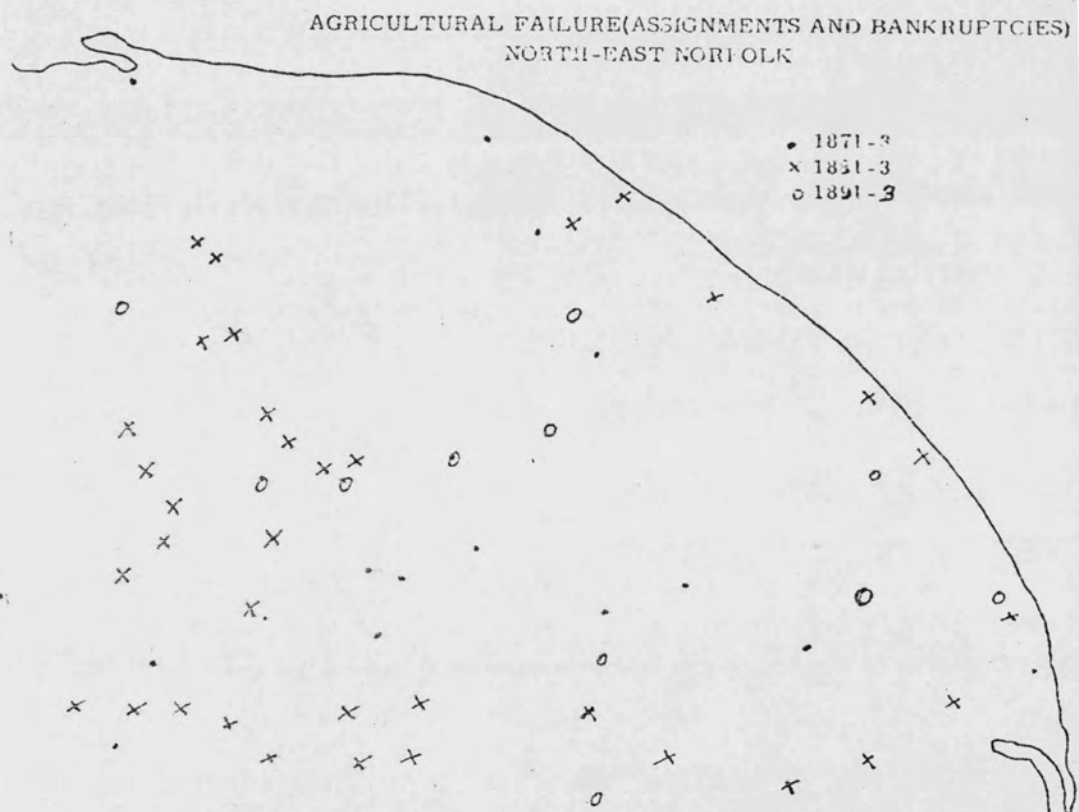 AGRICULTURAL FAILURE(ASSIGNMENTS AND BANKRUPTCIES)
NORTH-EAST NORFOLK
• 1871-3
× 1881-3
o 1891-3